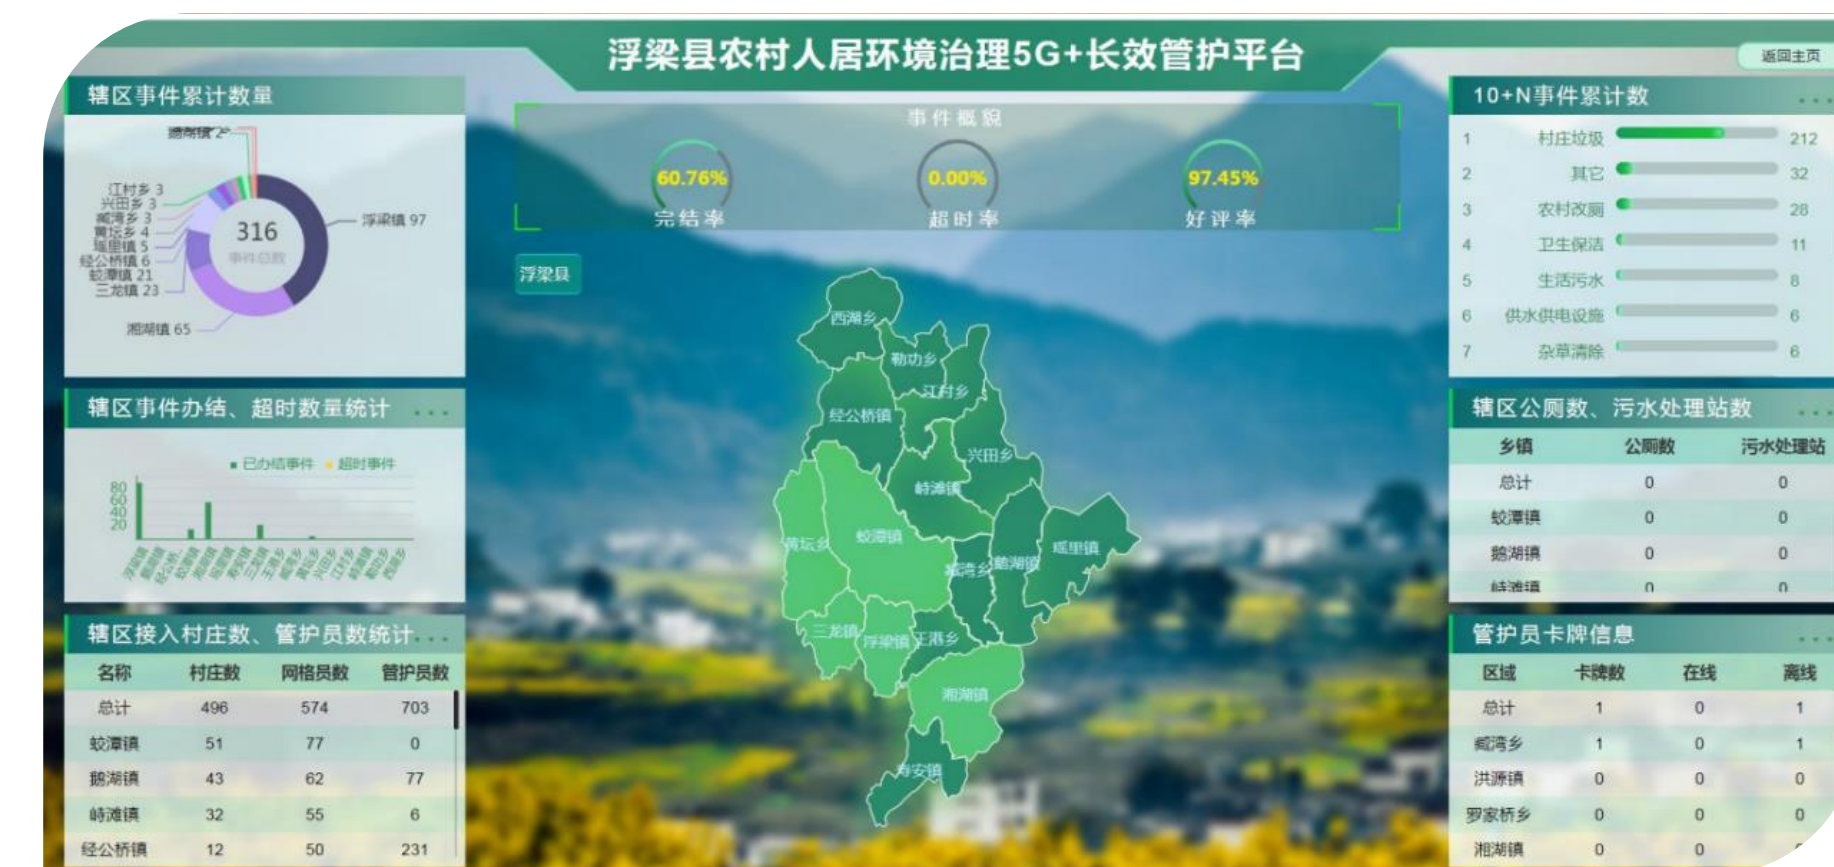 浮梁县农村人居环境治理5G+长效管护平台
返回主页
辖区事件累计数量
江村乡 3
兴田乡 3
臧湾乡 3
黄坛乡 4
瑶里镇 5
经公桥镇 6
蛟潭镇 21
三龙镇 23
湘湖镇 65
浮梁镇 97
316
事件总数
辖区事件办结、超时数量统计 ...
已办结事件 超时事件
80
60
40
20
辖区接入村庄数、管护员数统计...
名称 村庄数 网格员数 管护员数
总计 496 574 703
蛟潭镇 51 77 0
鹅湖镇 43 62 77
峙滩镇 32 55 6
经公桥镇 12 50 231
事件概貌
60.76% 0.00% 97.45%
完结率 超时率 好评率
浮梁县
西湖乡
勒功乡
江村乡
经公桥镇
兴田乡
峙滩镇
黄坛乡
蛟潭镇
瑶里镇
鹅湖镇
臧湾乡
三龙镇
浮梁镇
王港乡
湘湖镇
寿安镇
10+N事件累计数 ...
1 村庄垃圾 212
2 其它 32
3 农村改厕 28
4 卫生保洁 11
5 生活污水 8
6 供水供电设施 6
7 杂草清除 6
辖区公厕数、污水处理站数 ...
乡镇 公厕数 污水处理站
总计 0 0
蛟潭镇 0 0
鹅湖镇 0 0
峙滩镇 0 0
管护员卡牌信息 ...
区域 卡牌数 在线 离线
总计 1 0 1
臧湾乡 1 0 1
洪源镇 0 0 0
罗家桥乡 0 0 0
湘湖镇 0 0